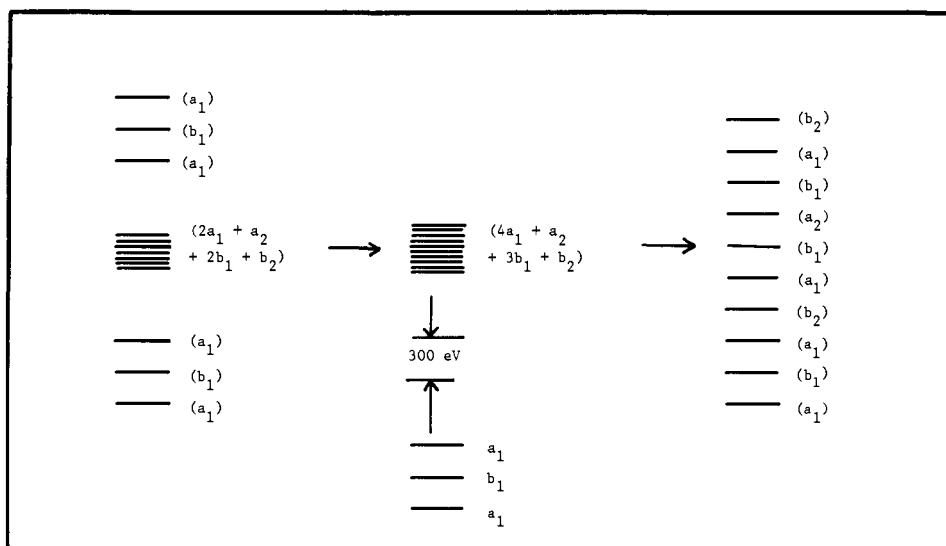 (a₁)
(b₁)
(a₁)
(2a₁ + a₂
+ 2b₁ + b₂)
(a₁)
(b₁)
(a₁)
(4a₁ + a₂
+ 3b₁ + b₂)
300 eV
a₁
b₁
a₁
(b₂)
(a₁)
(b₁)
(a₂)
(b₁)
(a₁)
(b₂)
(a₁)
(b₁)
(a₁)